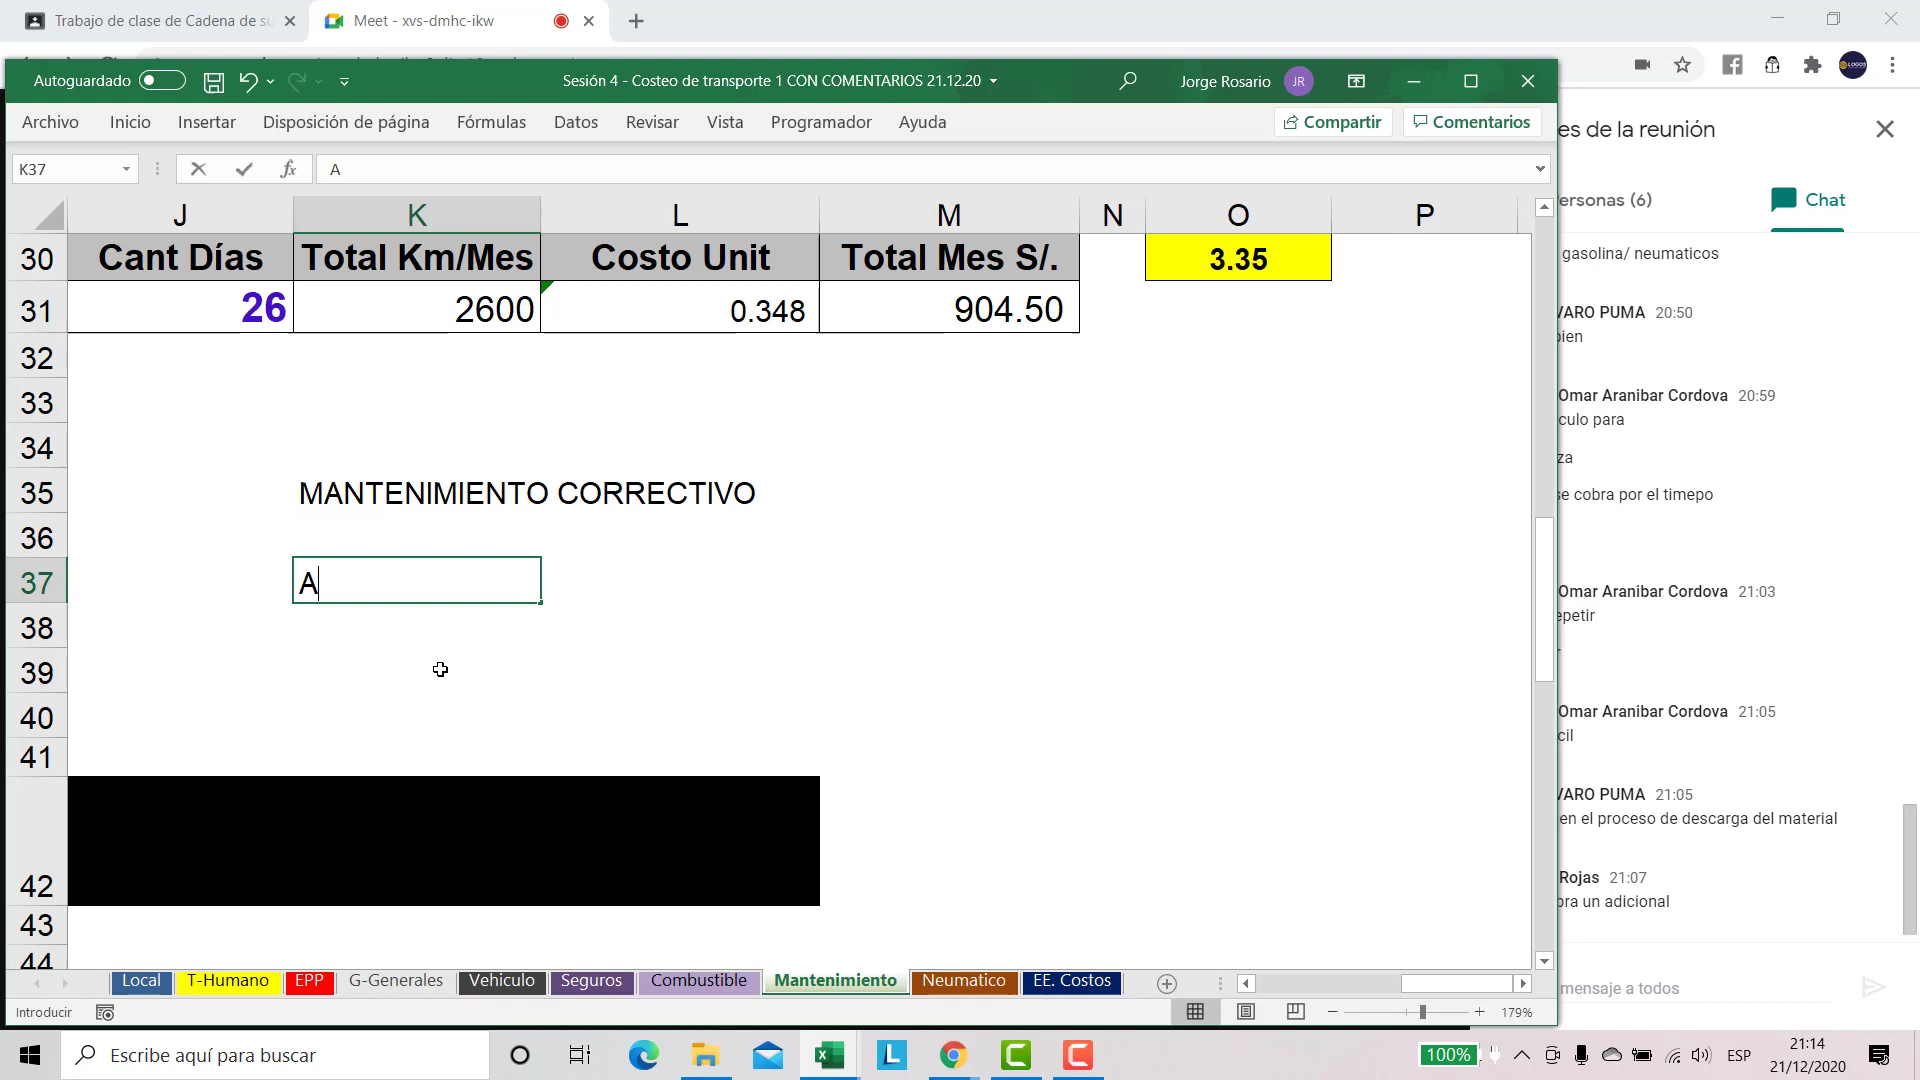 Trabajo de clase de Cadena de su
Meet - xvs-dmhc-ikw
Autoguardado
Sesión 4 - Costeo de transporte 1 CON COMENTARIOS 21.12.20
Jorge Rosario
JR
Archivo
Inicio
Insertar
Disposición de página
Fórmulas
Datos
Revisar
Vista
Programador
Ayuda
Compartir
Comentarios
K37
fx
A
J
K
L
M
N
O
P
30
Cant Días
Total Km/Mes
Costo Unit
Total Mes S/.
3.35
31
26
2600
0.348
904.50
32
33
34
35
MANTENIMIENTO CORRECTIVO
36
37
A
38
39
40
41
42
43
44
Local
T-Humano
EPP
G-Generales
Vehiculo
Seguros
Combustible
Mantenimiento
Neumatico
EE. Costos
Introducir
179%
es de la reunión
ersonas (6)
Chat
gasolina/ neumaticos
VARO PUMA 20:50
bien
Omar Aranibar Cordova 20:59
culo para
za
se cobra por el timepo
Omar Aranibar Cordova 21:03
epetir
Omar Aranibar Cordova 21:05
cil
VARO PUMA 21:05
en el proceso de descarga del material
Rojas 21:07
bra un adicional
mensaje a todos
Escribe aquí para buscar
L
100%
ESP
21:14
21/12/2020